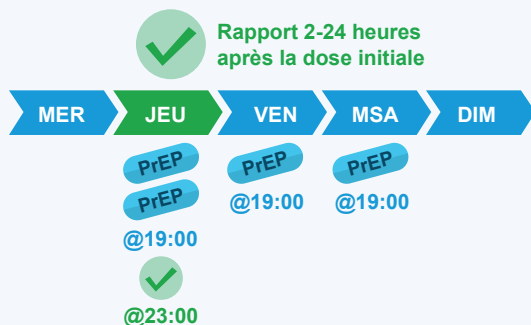 Rapport 2-24 heures
après la dose initiale
MER JEU VEN MSA DIM
PrEP PrEP PrEP
PrEP
@19:00 @19:00 @19:00
@23:00